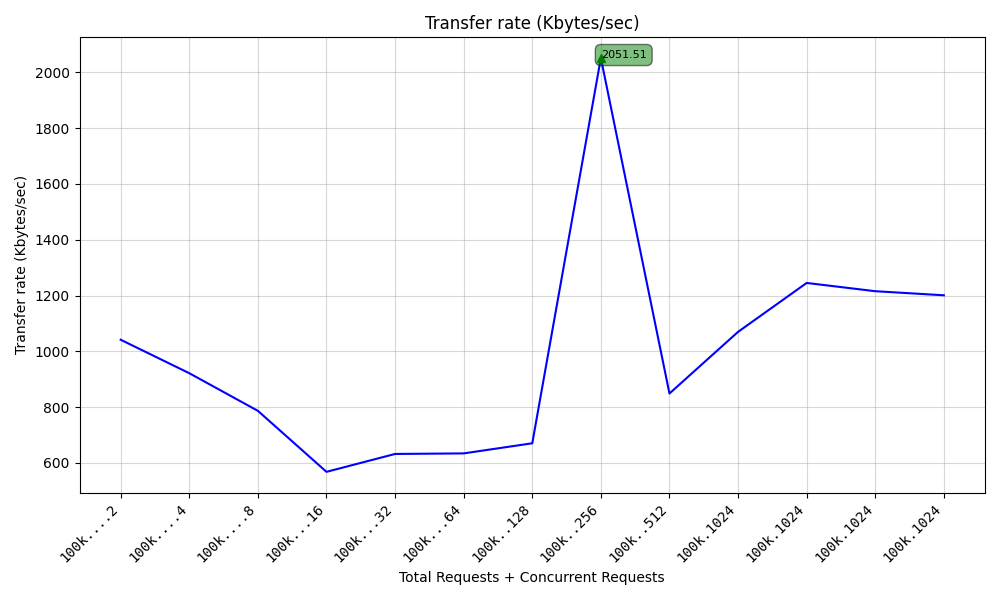 Transfer rate (Kbytes/sec)
2051.51
2000
1800
1600
1400
1200
1000
800
600
Transfer rate (Kbytes/sec)
100k....2
100k....4
100k....8
100k...16
100k...32
100k...64
100k..128
100k..256
100k..512
100k.1024
100k.1024
100k.1024
100k.1024
Total Requests + Concurrent Requests